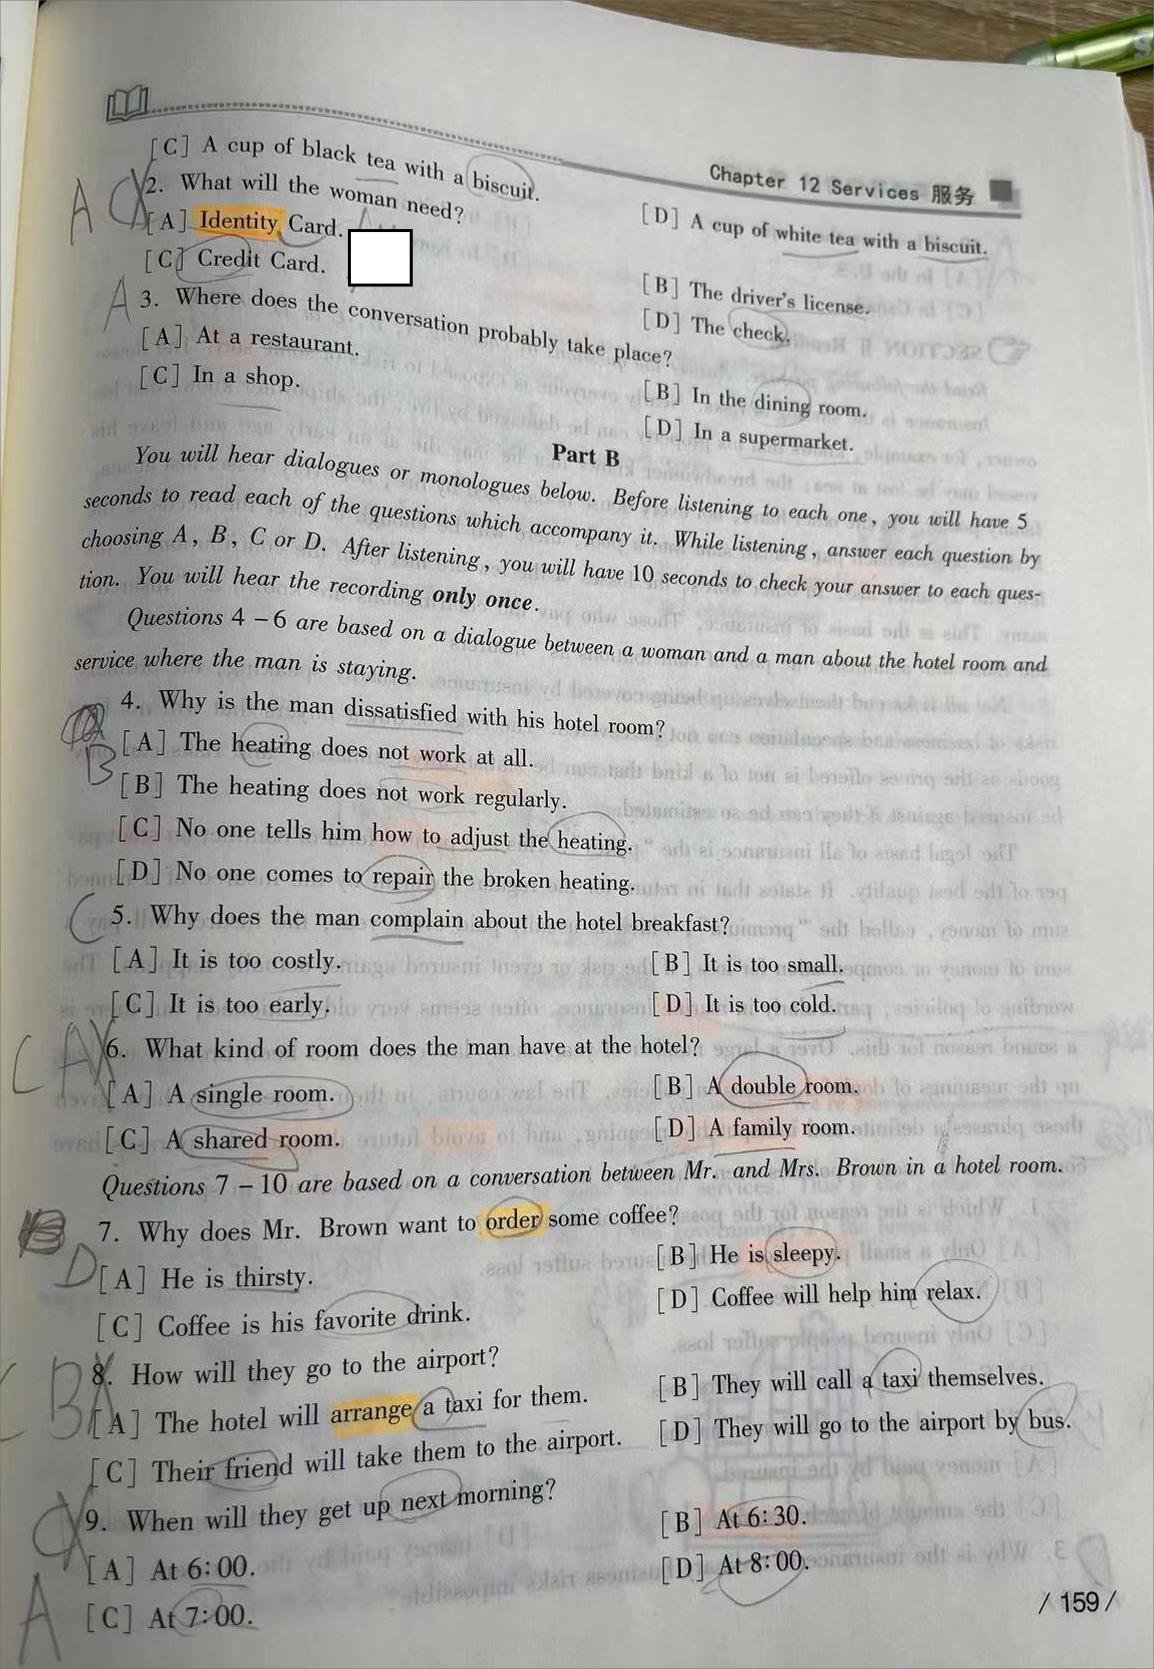 Chapter 12 Services 服务
[C] A cup of black tea with a biscuit.
[D] A cup of white tea with a biscuit.
A C 2. What will the woman need?
[A] Identity Card.
[B] The driver's license.
[C] Credit Card.
[D] The check.
A 3. Where does the conversation probably take place?
[A] At a restaurant.
[B] In the dining room.
[C] In a shop.
[D] In a supermarket.
Part B
You will hear dialogues or monologues below. Before listening to each one, you will have 5
seconds to read each of the questions which accompany it. While listening, answer each question by
choosing A, B, C or D. After listening, you will have 10 seconds to check your answer to each ques-
tion. You will hear the recording only once.
Questions 4 – 6 are based on a dialogue between a woman and a man about the hotel room and
service where the man is staying.
4. Why is the man dissatisfied with his hotel room?
B
[A] The heating does not work at all.
[B] The heating does not work regularly.
[C] No one tells him how to adjust the heating.
[D] No one comes to repair the broken heating.
C 5. Why does the man complain about the hotel breakfast?
[A] It is too costly.
[B] It is too small.
[C] It is too early.
[D] It is too cold.
C A 6. What kind of room does the man have at the hotel?
[A] A single room.
[B] A double room.
[C] A shared room.
[D] A family room.
Questions 7 – 10 are based on a conversation between Mr. and Mrs. Brown in a hotel room.
7. Why does Mr. Brown want to order some coffee?
D
[A] He is thirsty.
[B] He is sleepy.
[C] Coffee is his favorite drink.
[D] Coffee will help him relax.
B 8. How will they go to the airport?
[A] The hotel will arrange a taxi for them.
[B] They will call a taxi themselves.
[C] Their friend will take them to the airport.
[D] They will go to the airport by bus.
C 9. When will they get up next morning?
[A] At 6:00.
[B] At 6:30.
A
[C] At 7:00.
[D] At 8:00.
/ 159 /